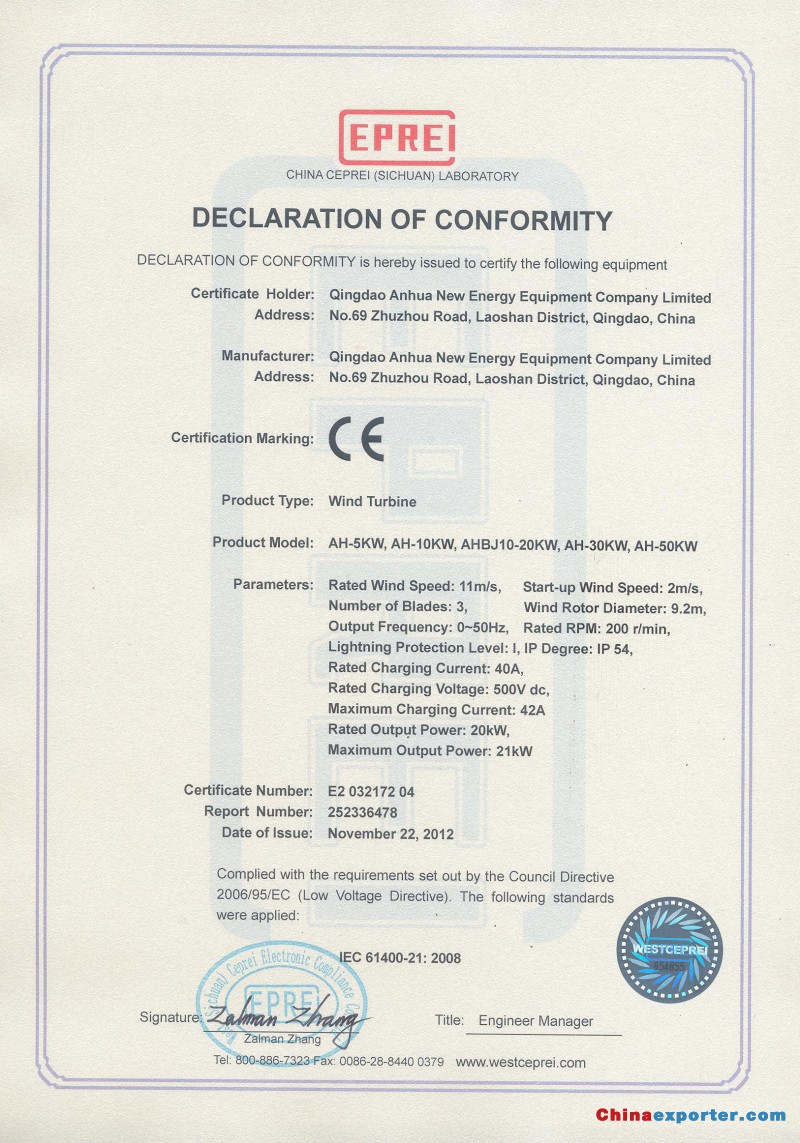 EPREI
CHINA CEPREI (SICHUAN) LABORATORY
DECLARATION OF CONFORMITY
DECLARATION OF CONFORMITY is hereby issued to certify the following equipment
Certificate Holder: Qingdao Anhua New Energy Equipment Company Limited
Address: No.69 Zhuzhou Road, Laoshan District, Qingdao, China
Manufacturer: Qingdao Anhua New Energy Equipment Company Limited
Address: No.69 Zhuzhou Road, Laoshan District, Qingdao, China
Certification Marking: CE
Product Type: Wind Turbine
Product Model: AH-5KW, AH-10KW, AHBJ10-20KW, AH-30KW, AH-50KW
Parameters: Rated Wind Speed: 11m/s, Start-up Wind Speed: 2m/s,
Number of Blades: 3, Wind Rotor Diameter: 9.2m,
Output Frequency: 0~50Hz, Rated RPM: 200 r/min,
Lightning Protection Level: I, IP Degree: IP 54,
Rated Charging Current: 40A,
Rated Charging Voltage: 500V dc,
Maximum Charging Current: 42A
Rated Output Power: 20kW,
Maximum Output Power: 21kW
Certificate Number: E2 032172 04
Report Number: 252336478
Date of Issue: November 22, 2012
Complied with the requirements set out by the Council Directive
2006/95/EC (Low Voltage Directive). The following standards
were applied:
IEC 61400-21: 2008
WESTCEPREI
(Sichuan) Ceprei Electronic Compliance
EPREI
Signature: Zalman Zhang
Title: Engineer Manager
Zalman Zhang
Tel: 800-886-7323 Fax: 0086-28-8440 0379 www.westceprei.com
Chinaexporter.com